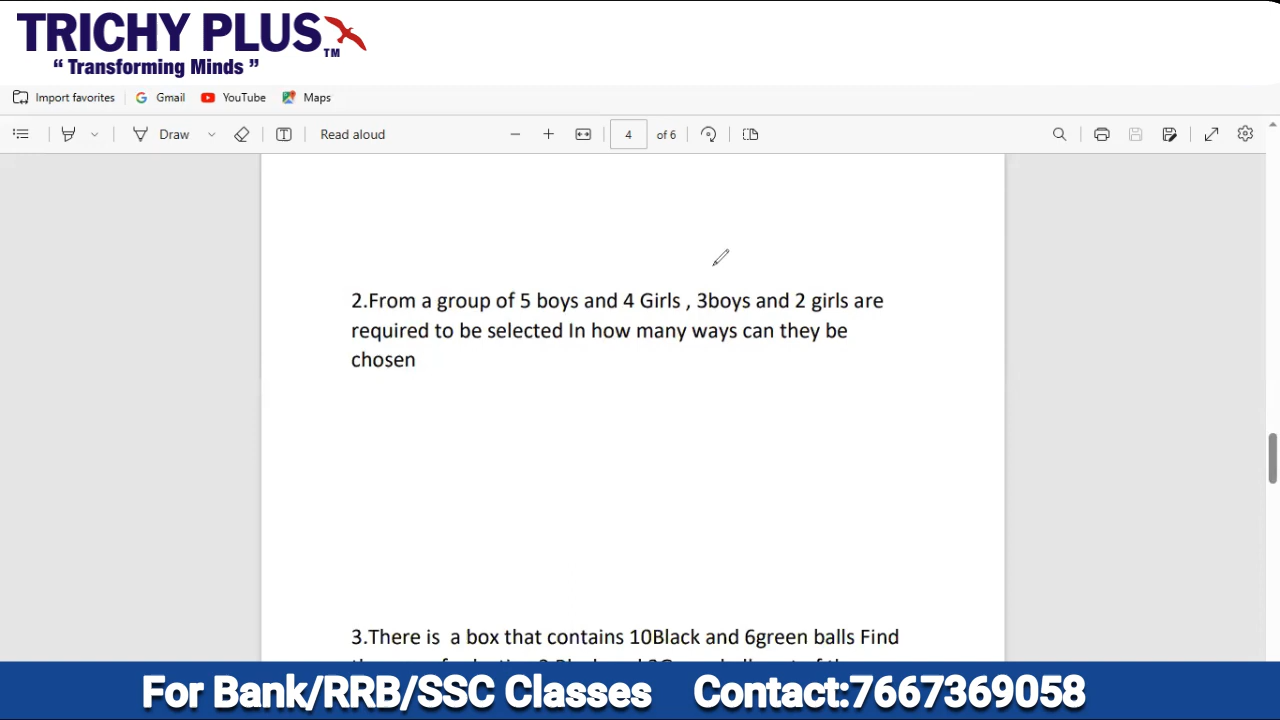 TRICHY PLUS
TM
“ Transforming Minds ”
Import favorites Gmail YouTube Maps
Draw Read aloud 4 of 6
2.From a group of 5 boys and 4 Girls , 3boys and 2 girls are
required to be selected In how many ways can they be
chosen
3.There is a box that contains 10Black and 6green balls Find
For Bank/RRB/SSC Classes Contact:7667369058